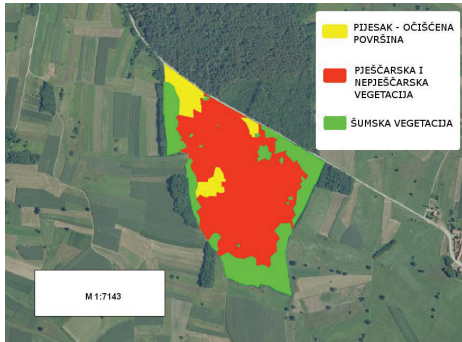 PIJESAK - OČIŠĆENA
POVRŠINA
PJEŠČARSKA I
NEPJEŠČARSKA
VEGETACIJA
ŠUMSKA VEGETACIJA
M 1:7143